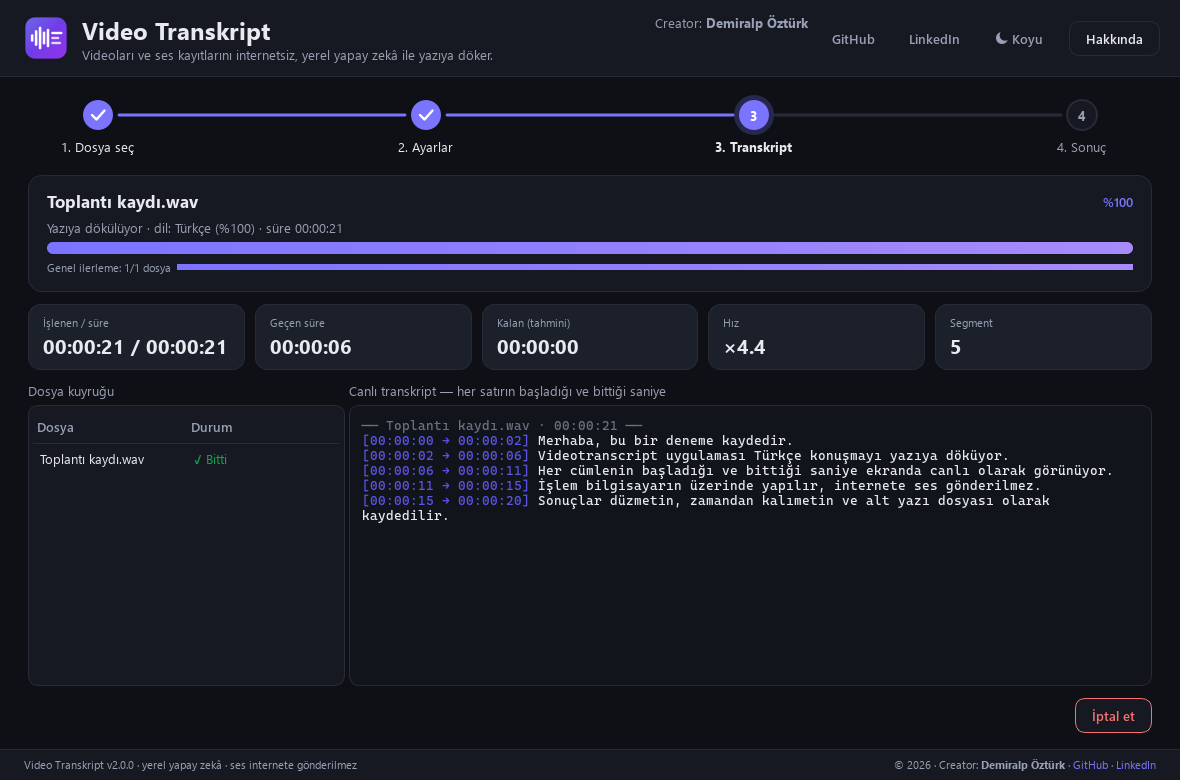 Video Transkript
Videoları ve ses kayıtlarını internetsiz, yerel yapay zekâ ile yazıya döker.
Creator: Demiralp Öztürk
GitHub
LinkedIn
Koyu
Hakkında
3
4
1. Dosya seç
2. Ayarlar
3. Transkript
4. Sonuç
Toplantı kaydı.wav
%100
Yazıya dökülüyor · dil: Türkçe (%100) · süre 00:00:21
Genel ilerleme: 1/1 dosya
İşlenen / süre
00:00:21 / 00:00:21
Geçen süre
00:00:06
Kalan (tahmini)
00:00:00
Hız
×4.4
Segment
5
Dosya kuyruğu
Dosya Durum
Toplantı kaydı.wav ✓ Bitti
Canlı transkript — her satırın başladığı ve bittiği saniye
── Toplantı kaydı.wav · 00:00:21 ──
[00:00:00 → 00:00:02] Merhaba, bu bir deneme kaydedir.
[00:00:02 → 00:00:06] Videotranscript uygulaması Türkçe konuşmayı yazıya döküyor.
[00:00:06 → 00:00:11] Her cümlenin başladığı ve bittiği saniye ekranda canlı olarak görünüyor.
[00:00:11 → 00:00:15] İşlem bilgisayarın üzerinde yapılır, internete ses gönderilmez.
[00:00:15 → 00:00:20] Sonuçlar düzmetin, zamandan kalımetin ve alt yazı dosyası olarak
kaydedilir.
İptal et
Video Transkript v2.0.0 · yerel yapay zekâ · ses internete gönderilmez
© 2026 · Creator: Demiralp Öztürk · GitHub · LinkedIn